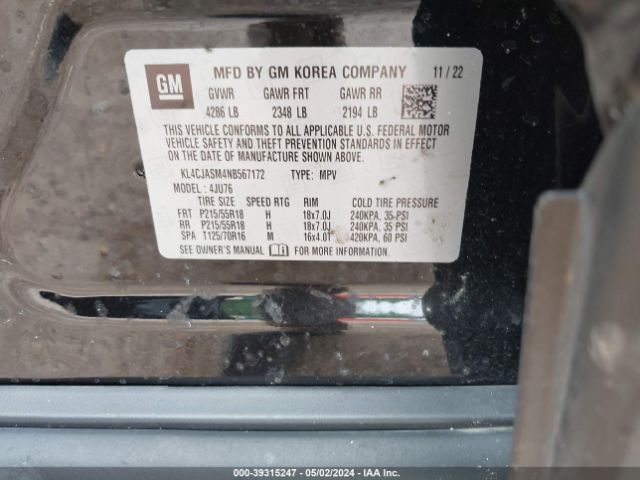 GM
MFD BY GM KOREA COMPANY 11 / 22
GVWR GAWR FRT GAWR RR
4286 LB 2348 LB 2194 LB
THIS VEHICLE CONFORMS TO ALL APPLICABLE U.S. FEDERAL MOTOR
VEHICLE SAFETY AND THEFT PREVENTION STANDARDS IN EFFECT
ON THE DATE OF MANUFACTURE SHOWN ABOVE.
KL4CJASM4NB567172 TYPE: MPV
MODEL : 4JU76
TIRE SIZE SPEED RTG RIM COLD TIRE PRESSURE
FRT P215/55R18 H 18x7.0J 240KPA, 35 PSI
RR P215/55R18 H 18x7.0J 240KPA, 35 PSI
SPA T125/70R16 M 16x4.0T 420KPA, 60 PSI
SEE OWNER'S MANUAL FOR MORE INFORMATION.
000-39315247 - 05/02/2024 - IAA Inc.